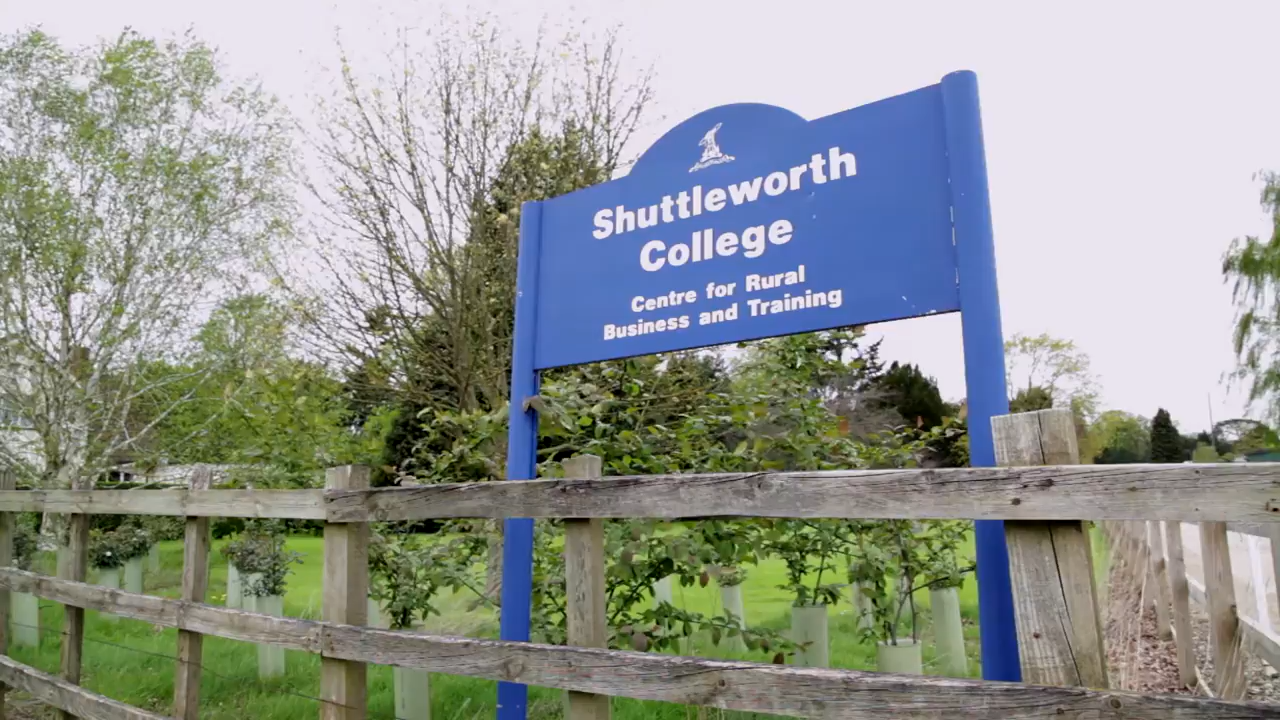 Shuttleworth
College
Centre for Rural
Business and Training